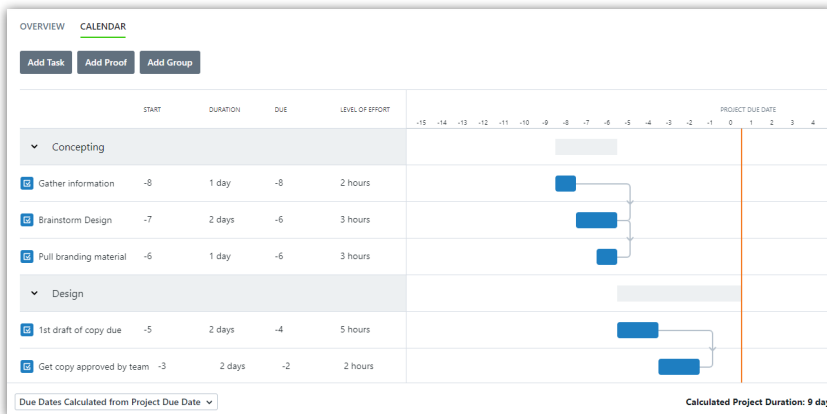 OVERVIEW CALENDAR
Add Task Add Proof Add Group
START DURATION DUE LEVEL OF EFFORT PROJECT DUE DATE
-15 -14 -13 -12 -11 -10 -9 -8 -7 -6 -5 -4 -3 -2 -1 0 1 2 3 4
Concepting
Gather information -8 1 day -8 2 hours
Brainstorm Design -7 2 days -6 3 hours
Pull branding material -6 1 day -6 3 hours
Design
1st draft of copy due -5 2 days -4 5 hours
Get copy approved by team -3 2 days -2 2 hours
Due Dates Calculated from Project Due Date Calculated Project Duration: 9 day